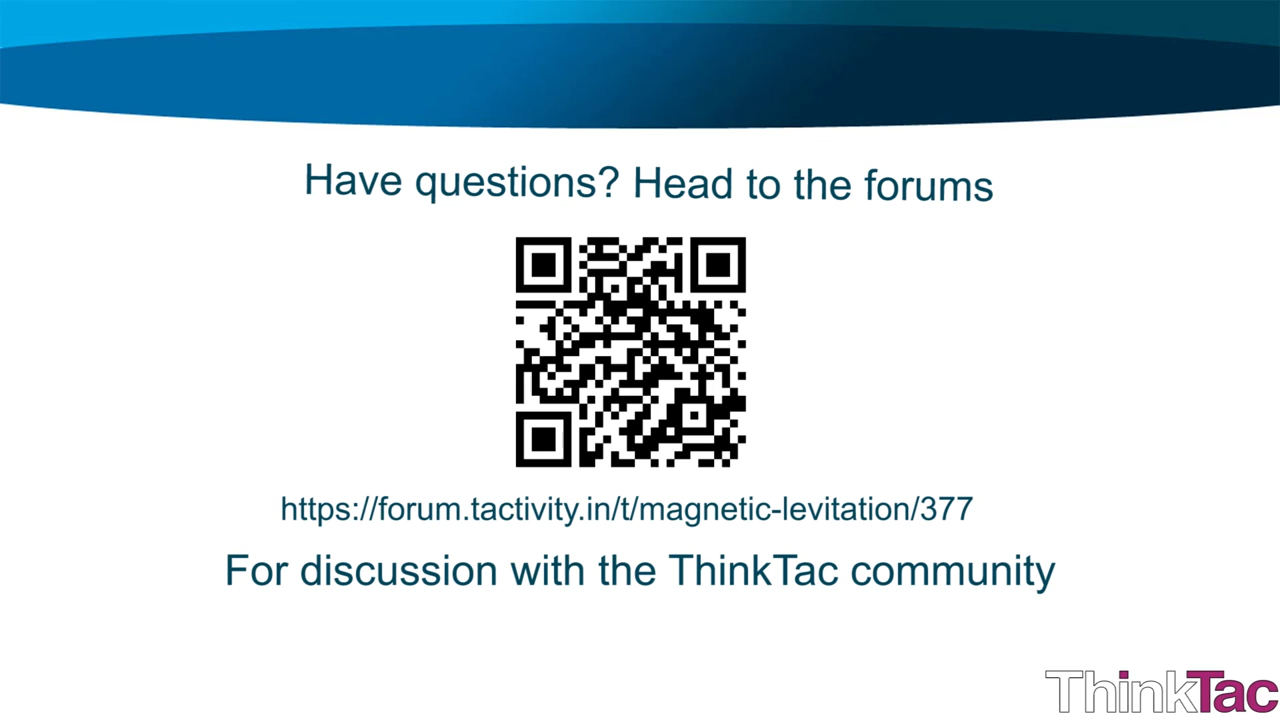 Have questions? Head to the forums
https://forum.tactivity.in/t/magnetic-levitation/377
For discussion with the ThinkTac community
ThinkTac